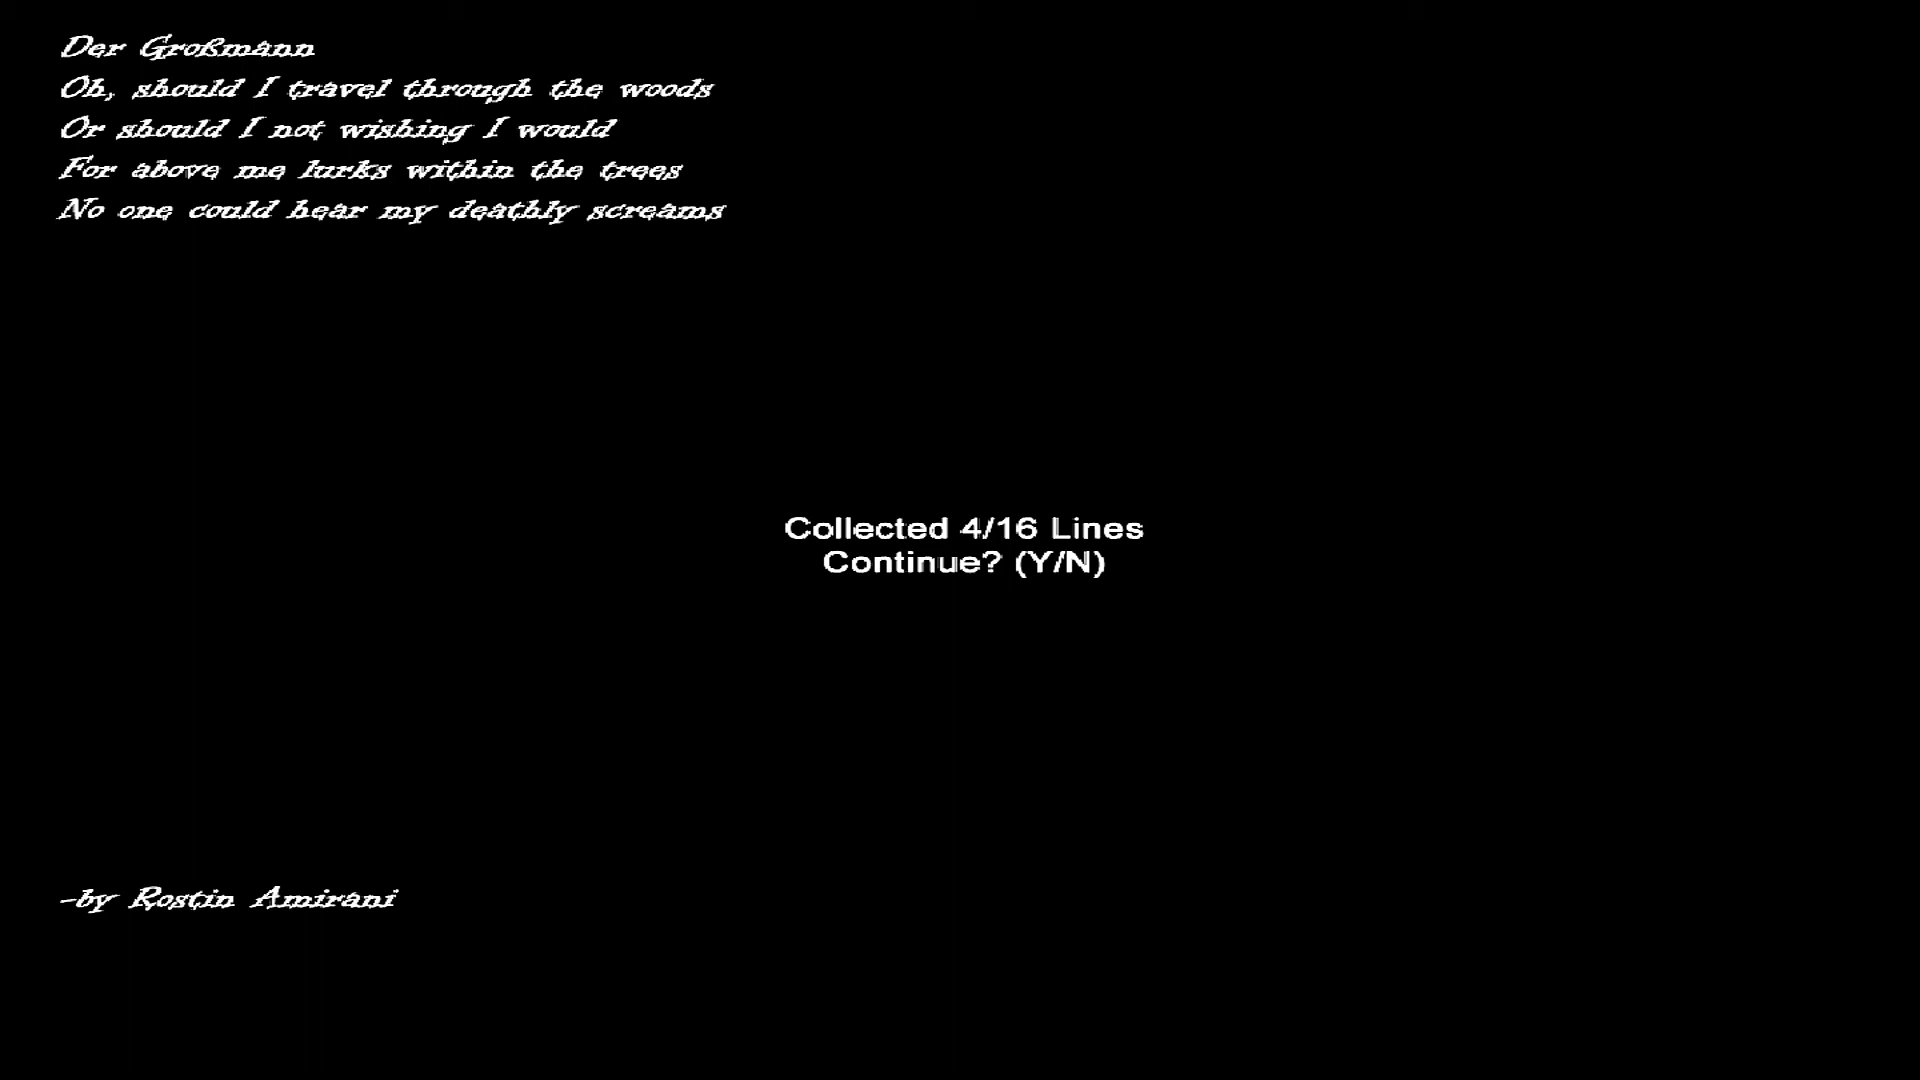 Der Großmann
Oh, should I travel through the woods
Or should I not wishing I would
For above me lurks within the trees
No one could hear my deathly screams
Collected 4/16 Lines
Continue? (Y/N)
-by Rostin Amirani